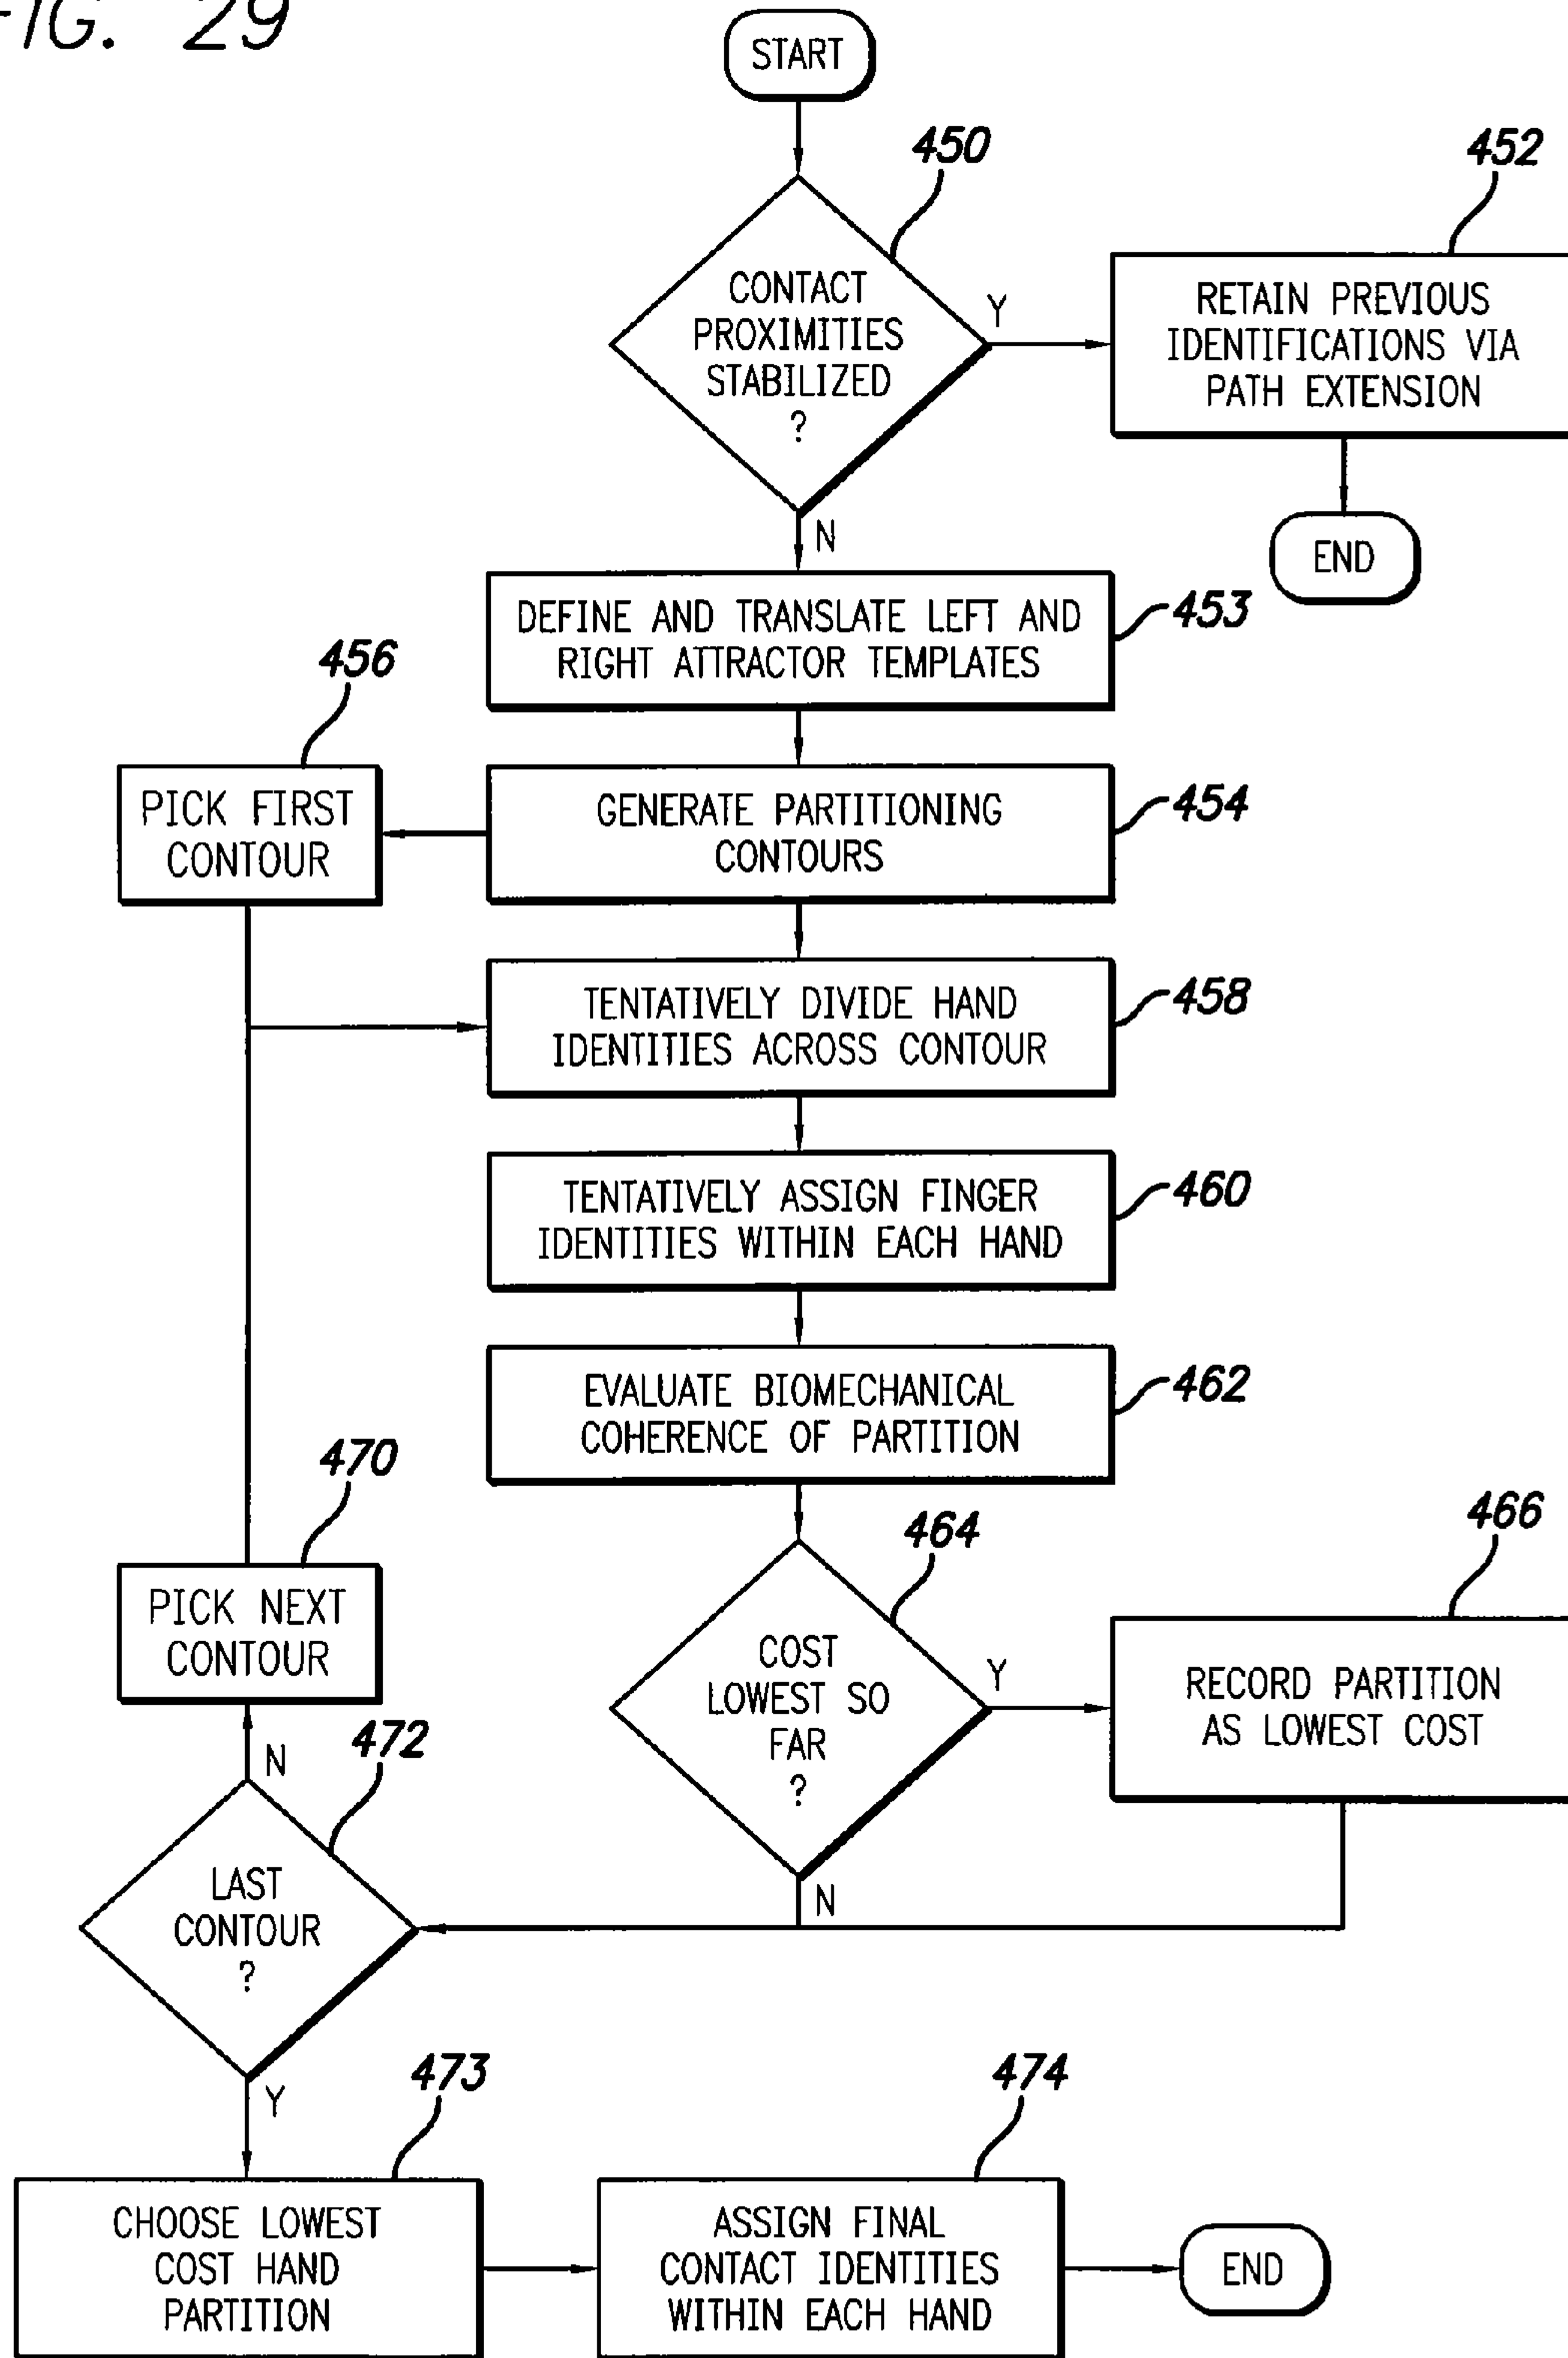 FIG. 29
START
450
452
CONTACT
PROXIMITIES
STABILIZED
?
Y
RETAIN PREVIOUS
IDENTIFICATIONS VIA
PATH EXTENSION
N
END
DEFINE AND TRANSLATE LEFT AND
RIGHT ATTRACTOR TEMPLATES
453
456
PICK FIRST
CONTOUR
GENERATE PARTITIONING
CONTOURS
454
TENTATIVELY DIVIDE HAND
IDENTITIES ACROSS CONTOUR
458
TENTATIVELY ASSIGN FINGER
IDENTITIES WITHIN EACH HAND
460
EVALUATE BIOMECHANICAL
COHERENCE OF PARTITION
462
470
PICK NEXT
CONTOUR
464
466
COST
LOWEST SO
FAR
?
Y
RECORD PARTITION
AS LOWEST COST
N
N
472
LAST
CONTOUR
?
Y
473
474
CHOOSE LOWEST
COST HAND
PARTITION
ASSIGN FINAL
CONTACT IDENTITIES
WITHIN EACH HAND
END